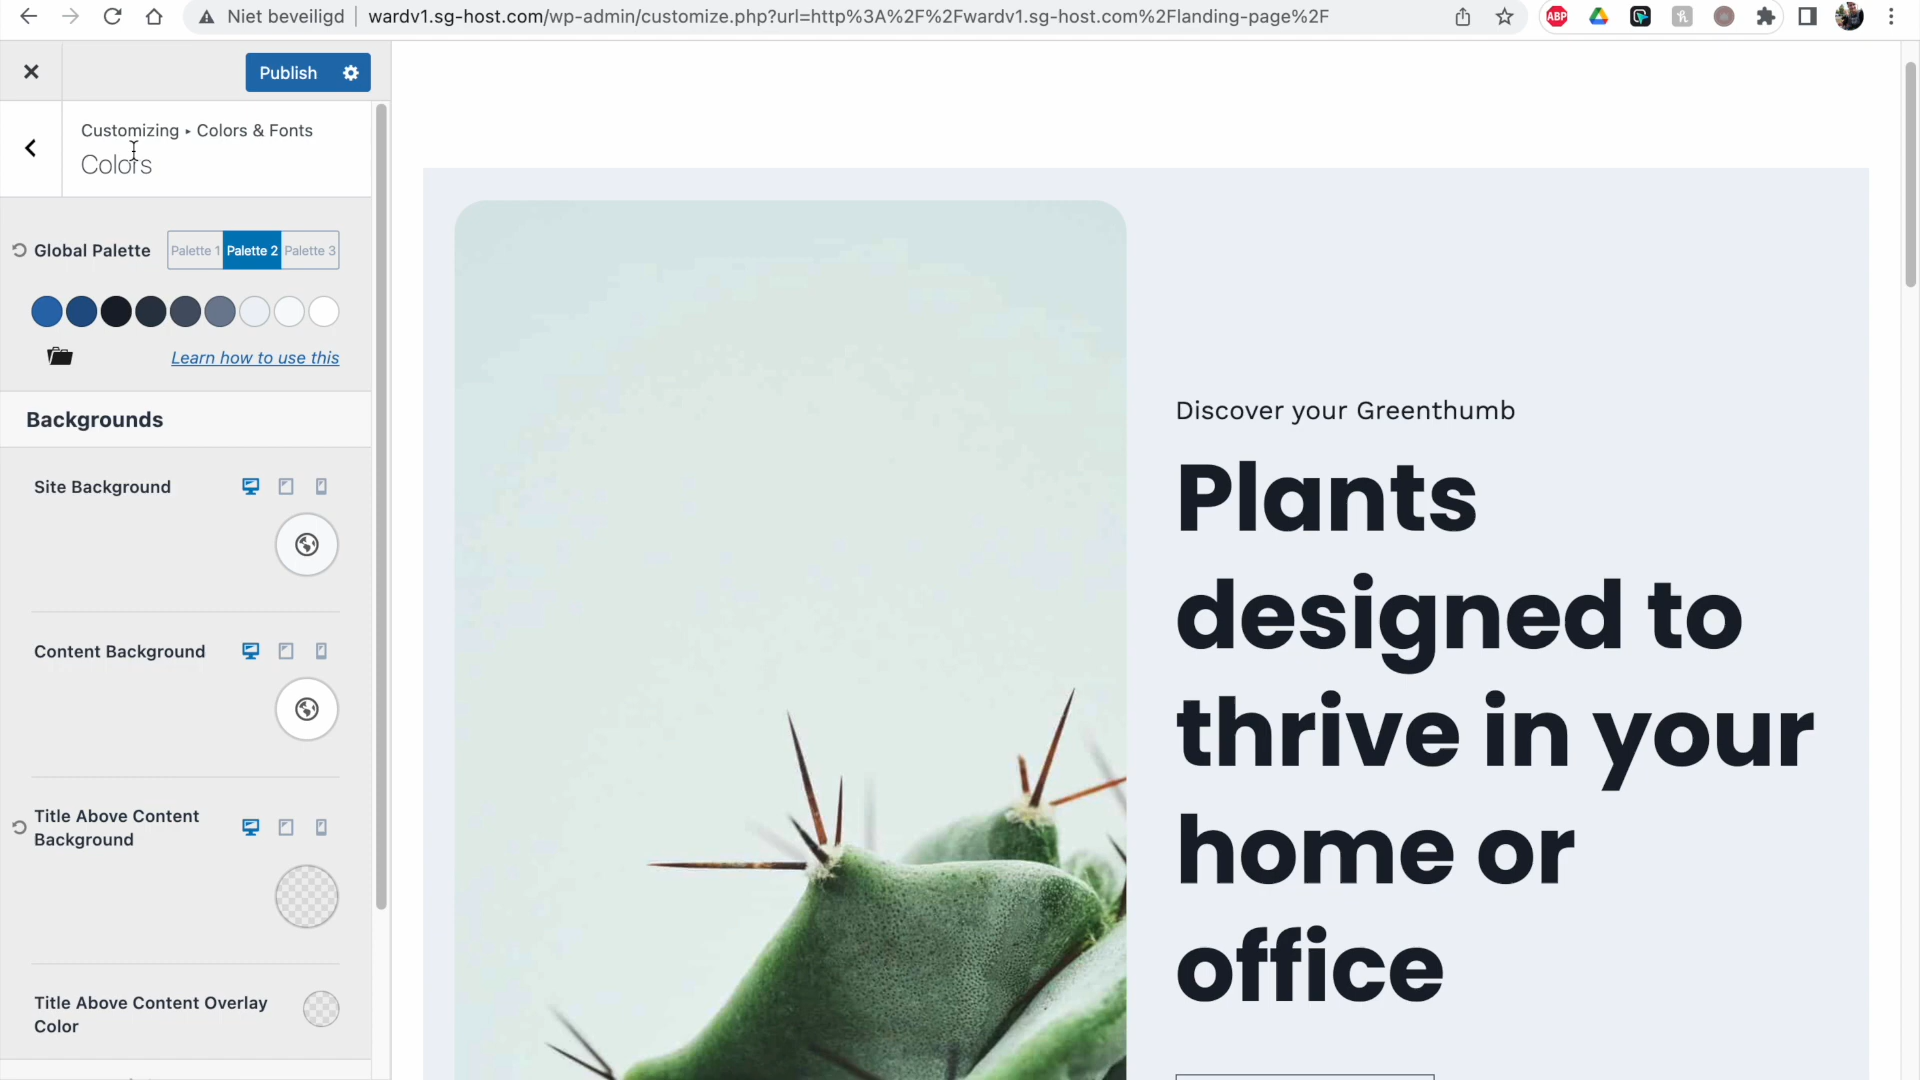 Niet beveiligd
wardv1.sg-host.com/wp-admin/customize.php?url=http%3A%2F%2Fwardv1.sg-host.com%2Flanding-page%2F
ABP
Publish
Customizing ▸ Colors & Fonts
Colors
Global Palette
Palette 1 Palette 2 Palette 3
Learn how to use this
Backgrounds
Site Background
Content Background
Title Above Content
Background
Title Above Content Overlay
Color
Discover your Greenthumb
Plants
designed to
thrive in your
home or
office